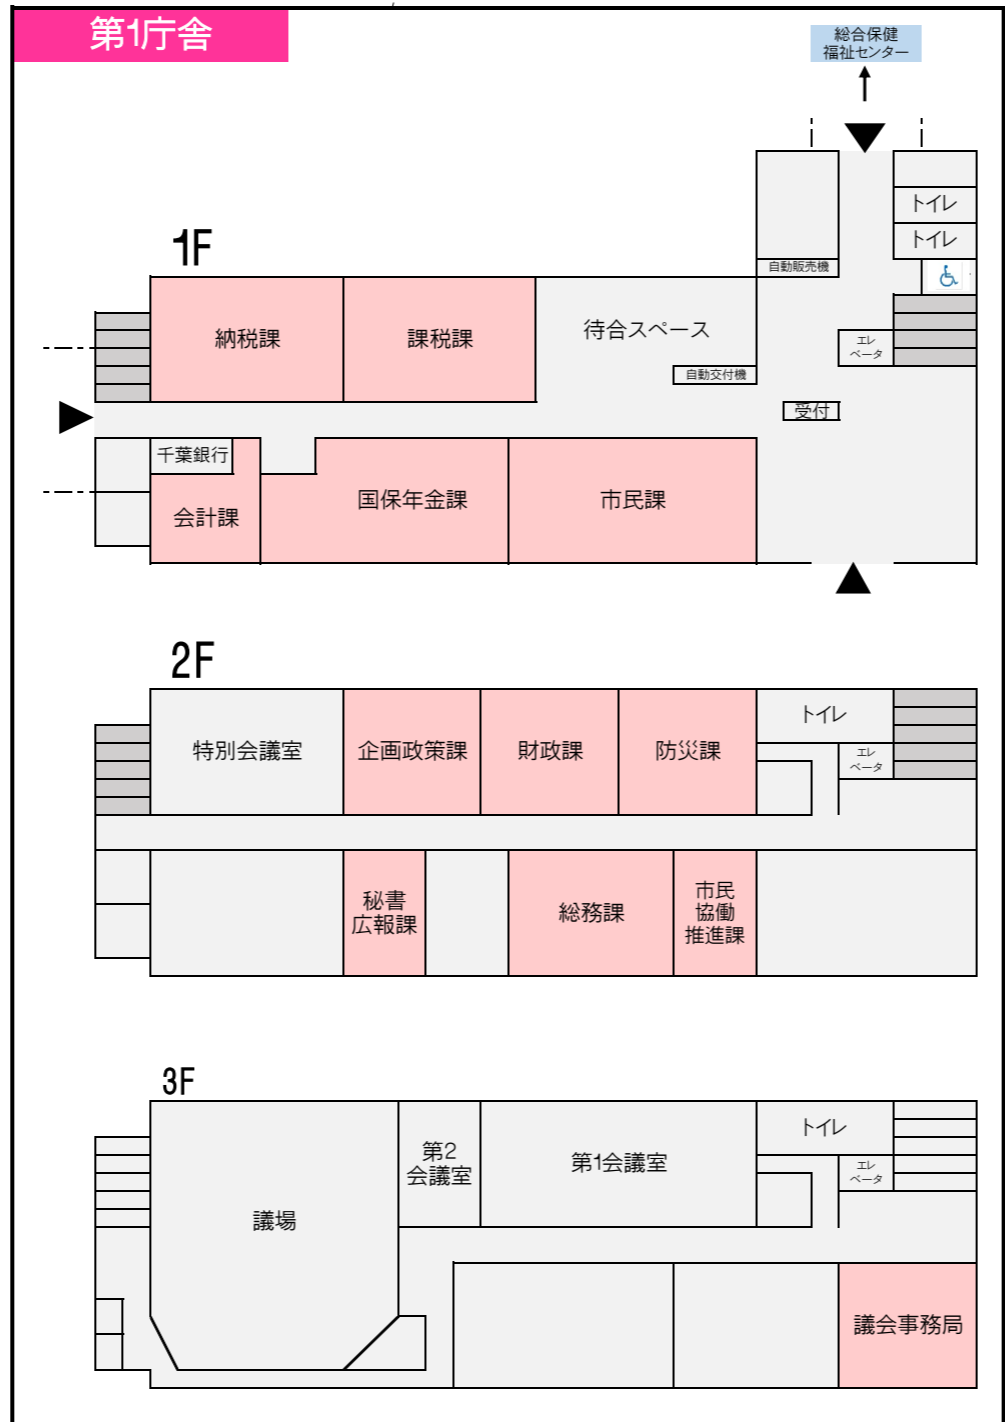 第1庁舎
総合保健
福祉センター
1F
トイレ
トイレ
自動販売機
納税課
課税課
待合スペース
エレ
ベータ
自動交付機
受付
千葉銀行
会計課
国保年金課
市民課
2F
特別会議室
企画政策課
財政課
防災課
トイレ
エレ
ベータ
秘書
広報課
総務課
市民
協働
推進課
3F
議場
第2
会議室
第1会議室
トイレ
エレ
ベータ
議会事務局